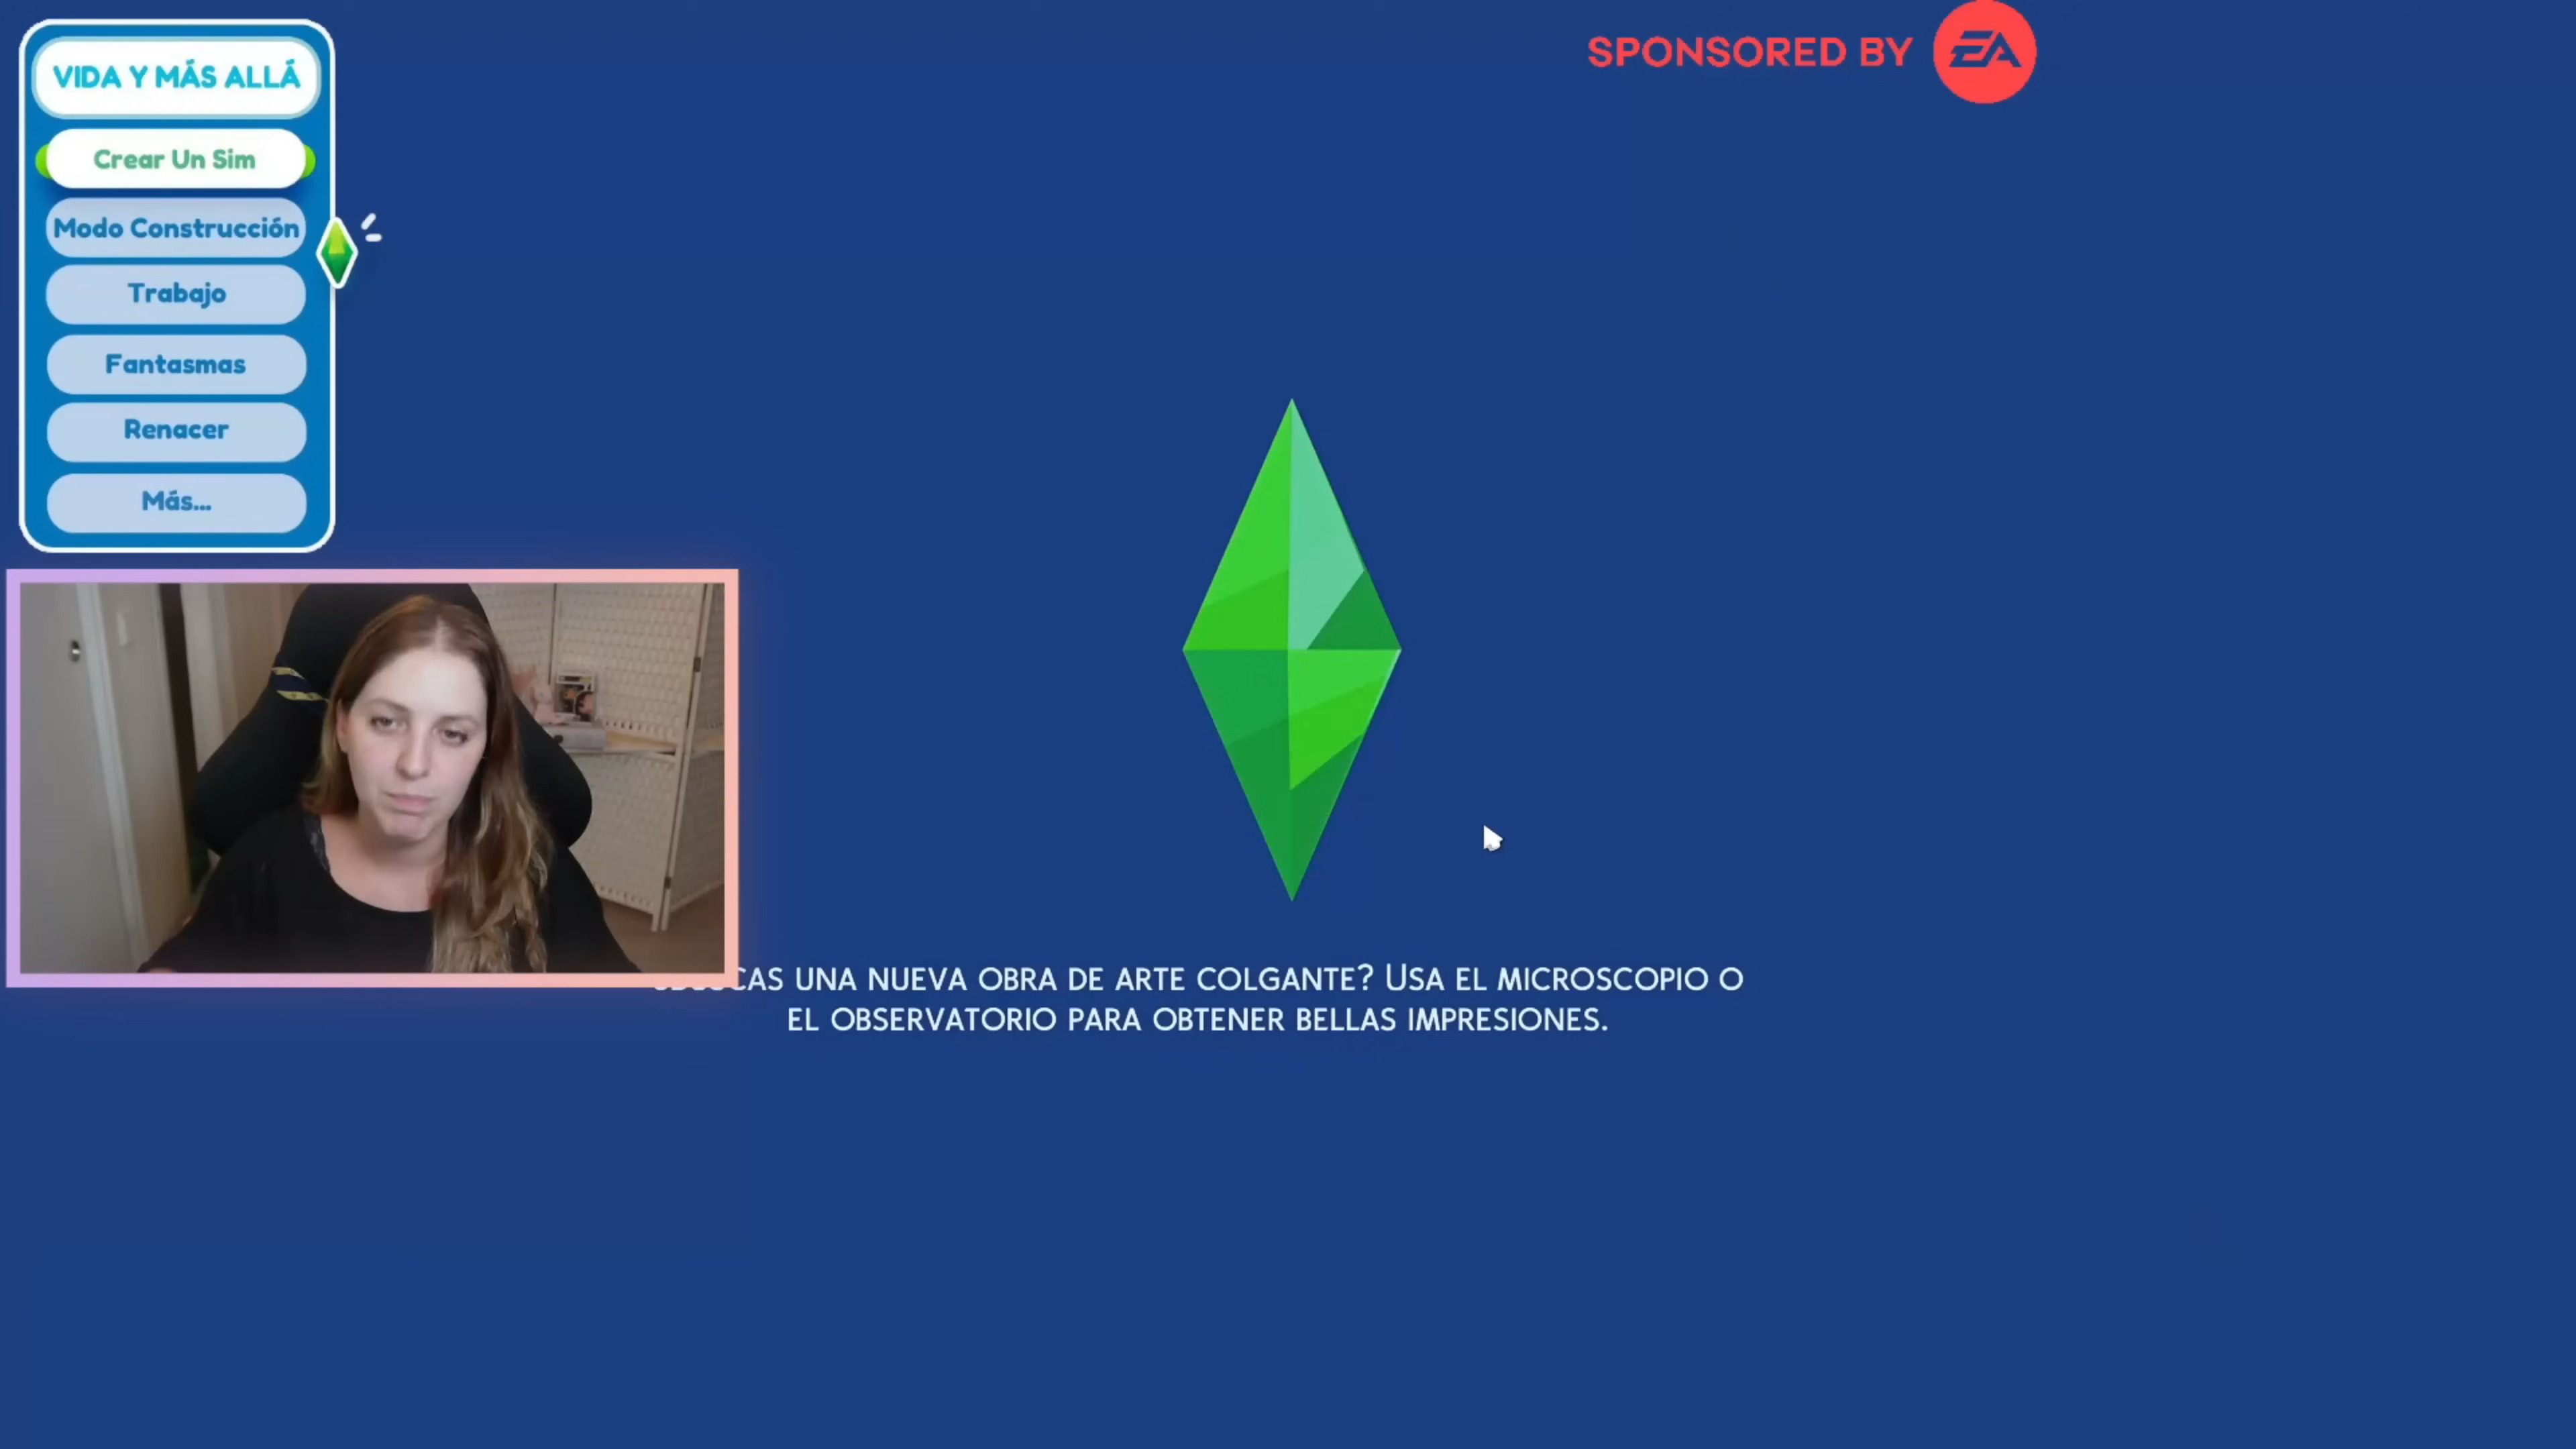 VIDA Y MÁS ALLÁ
Crear Un Sim
Modo Construcción
Trabajo
Fantasmas
Renacer
Más...
SPONSORED BY EA
UNA NUEVA OBRA DE ARTE COLGANTE? USA EL MICROSCOPIO O
EL OBSERVATORIO PARA OBTENER BELLAS IMPRESIONES.